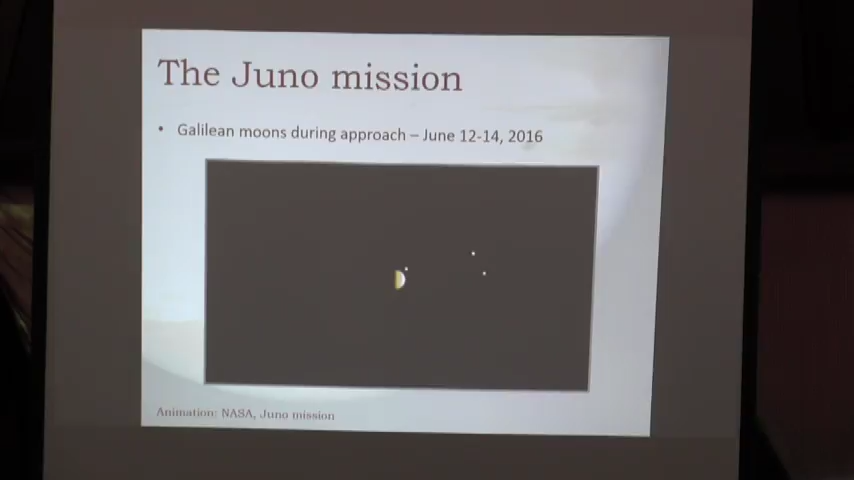 The Juno mission
• Galilean moons during approach – June 12-14, 2016
Animation: NASA, Juno mission